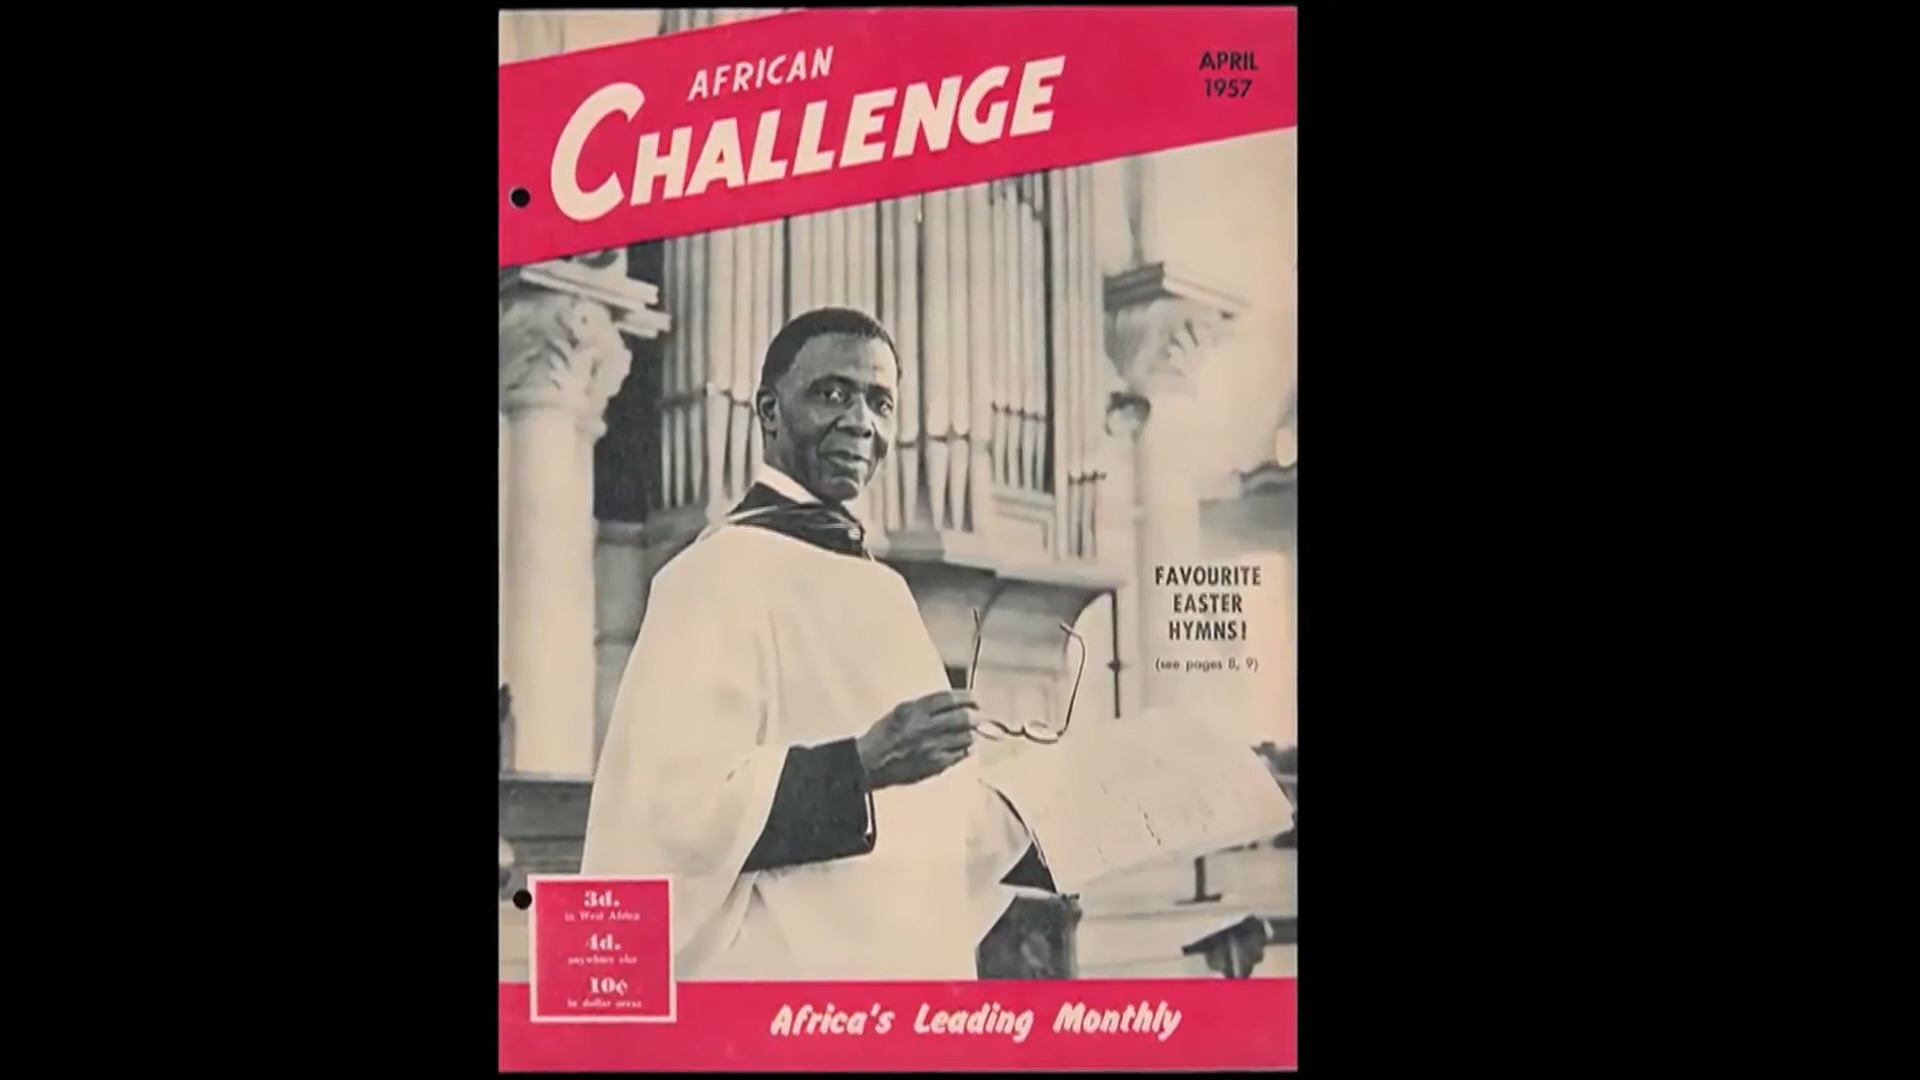 AFRICAN
CHALLENGE
APRIL
1957
FAVOURITE
EASTER
HYMNS!
(see pages 8, 9)
3d.
in West Africa
4d.
anywhere else
10¢
in dollar areas
Africa's Leading Monthly